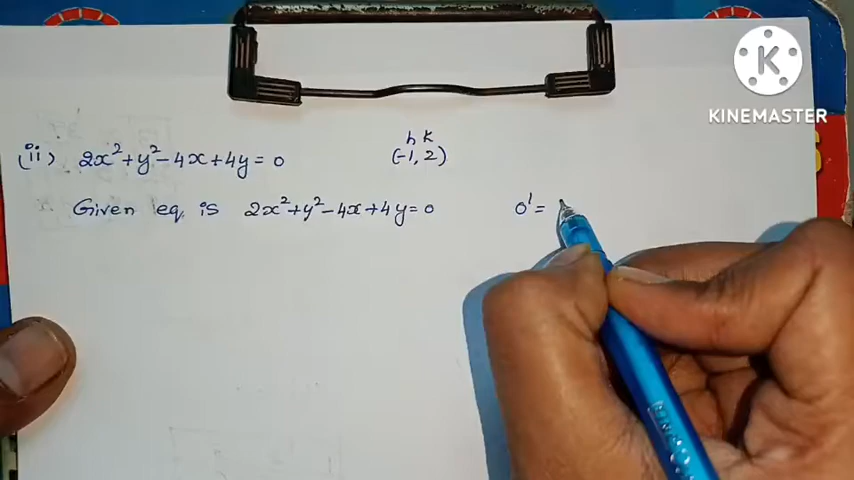 KINEMASTER
h k
(ii) 2x²+y²-4x+4y=0 (-1, 2)
Given eq is 2x²+y²-4x+4y=0 O' =